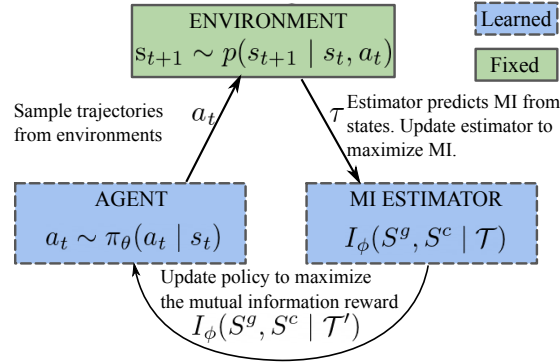 ENVIRONMENT
s_{t+1} ∼ p(s_{t+1} | s_t, a_t)
Learned
Fixed
Sample trajectories
from environments
a_t
τ
Estimator predicts MI from
states. Update estimator to
maximize MI.
AGENT
a_t ∼ π_θ(a_t | s_t)
MI ESTIMATOR
I_ϕ(S^g, S^c | 𝒯)
Update policy to maximize
the mutual information reward
I_ϕ(S^g, S^c | 𝒯′)